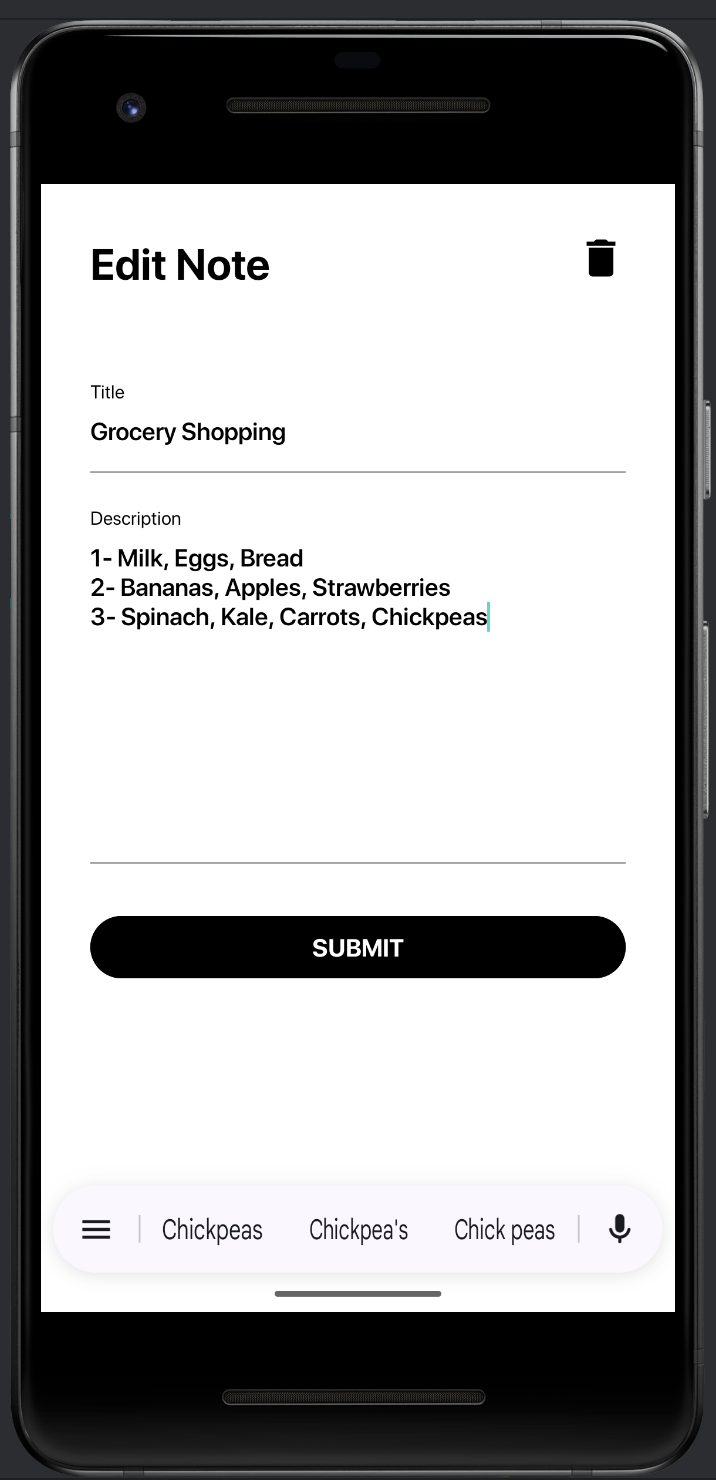 Edit Note
Title
Grocery Shopping
Description
1- Milk, Eggs, Bread
2- Bananas, Apples, Strawberries
3- Spinach, Kale, Carrots, Chickpeas
SUBMIT
Chickpeas Chickpea's Chick peas